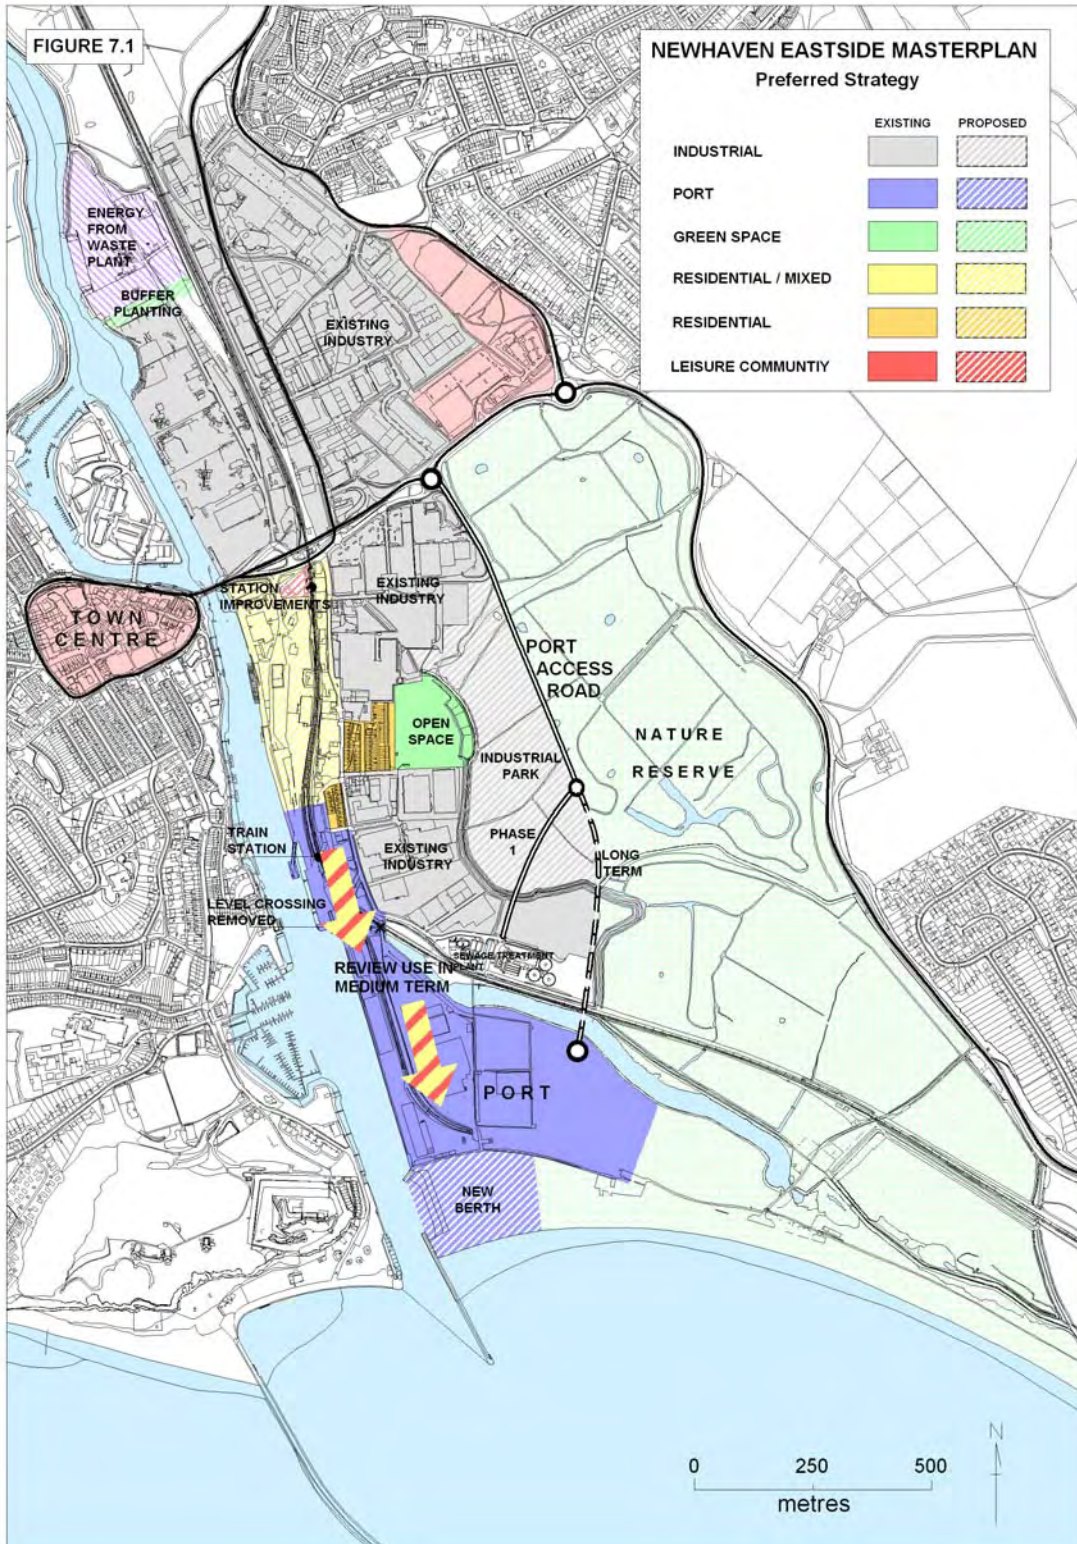 FIGURE 7.1
NEWHAVEN EASTSIDE MASTERPLAN
Preferred Strategy
EXISTING PROPOSED
INDUSTRIAL
PORT
GREEN SPACE
RESIDENTIAL / MIXED
RESIDENTIAL
LEISURE COMMUNTIY
ENERGY
FROM
WASTE
PLANT
BUFFER
PLANTING
EXISTING
INDUSTRY
STATION
IMPROVEMENTS
EXISTING
INDUSTRY
TOWN
CENTRE
PORT
ACCESS
ROAD
OPEN
SPACE
NATURE
RESERVE
INDUSTRIAL
PARK
PHASE
1
TRAIN
STATION
EXISTING
INDUSTRY
LONG
TERM
LEVEL CROSSING
REMOVED
SEWAGE TREATMENT
PLANT
REVIEW USE IN
MEDIUM TERM
PORT
NEW
BERTH
N
0 250 500
metres